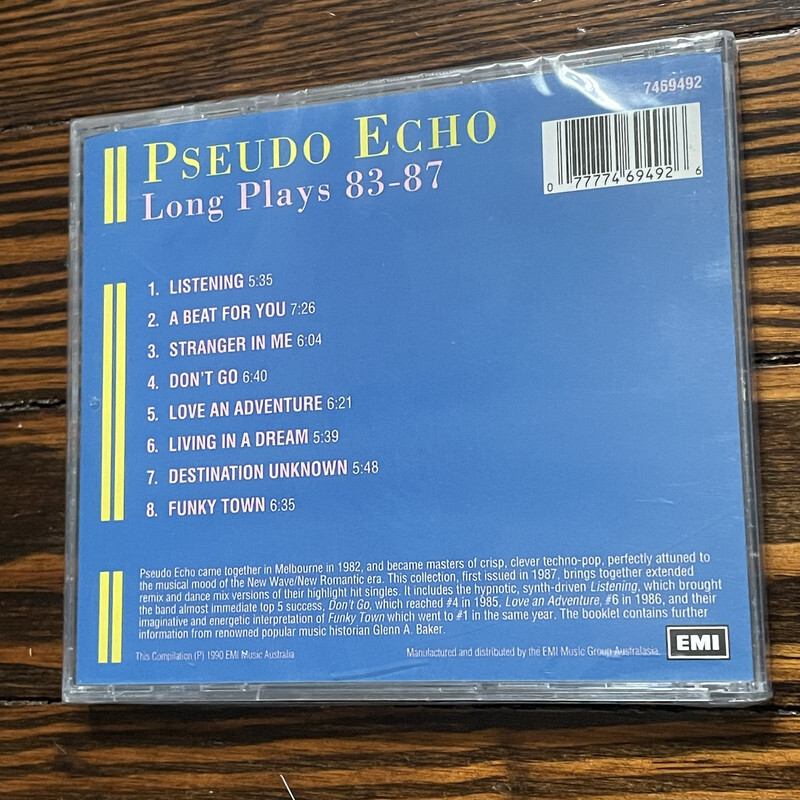 7469492
PSEUDO ECHO
Long Plays 83-87
0 77774 69492 6
1. LISTENING 5:35
2. A BEAT FOR YOU 7:26
3. STRANGER IN ME 6:04
4. DON'T GO 6:40
5. LOVE AN ADVENTURE 6:21
6. LIVING IN A DREAM 5:39
7. DESTINATION UNKNOWN 5:48
8. FUNKY TOWN 6:35
Pseudo Echo came together in Melbourne in 1982, and became masters of crisp, clever techno-pop, perfectly attuned to
the musical mood of the New Wave/New Romantic era. This collection, first issued in 1987, brings together extended
remix and dance mix versions of their highlight hit singles. It includes the hypnotic, synth-driven Listening, which brought
the band almost immediate top 5 success, Don't Go, which reached #4 in 1985, Love an Adventure, #6 in 1986, and their
imaginative and energetic interpretation of Funky Town which went to #1 in the same year. The booklet contains further
information from renowned popular music historian Glenn A. Baker.
This Compilation (P) 1990 EMI Music Australia
Manufactured and distributed by the EMI Music Group Australasia.
EMI